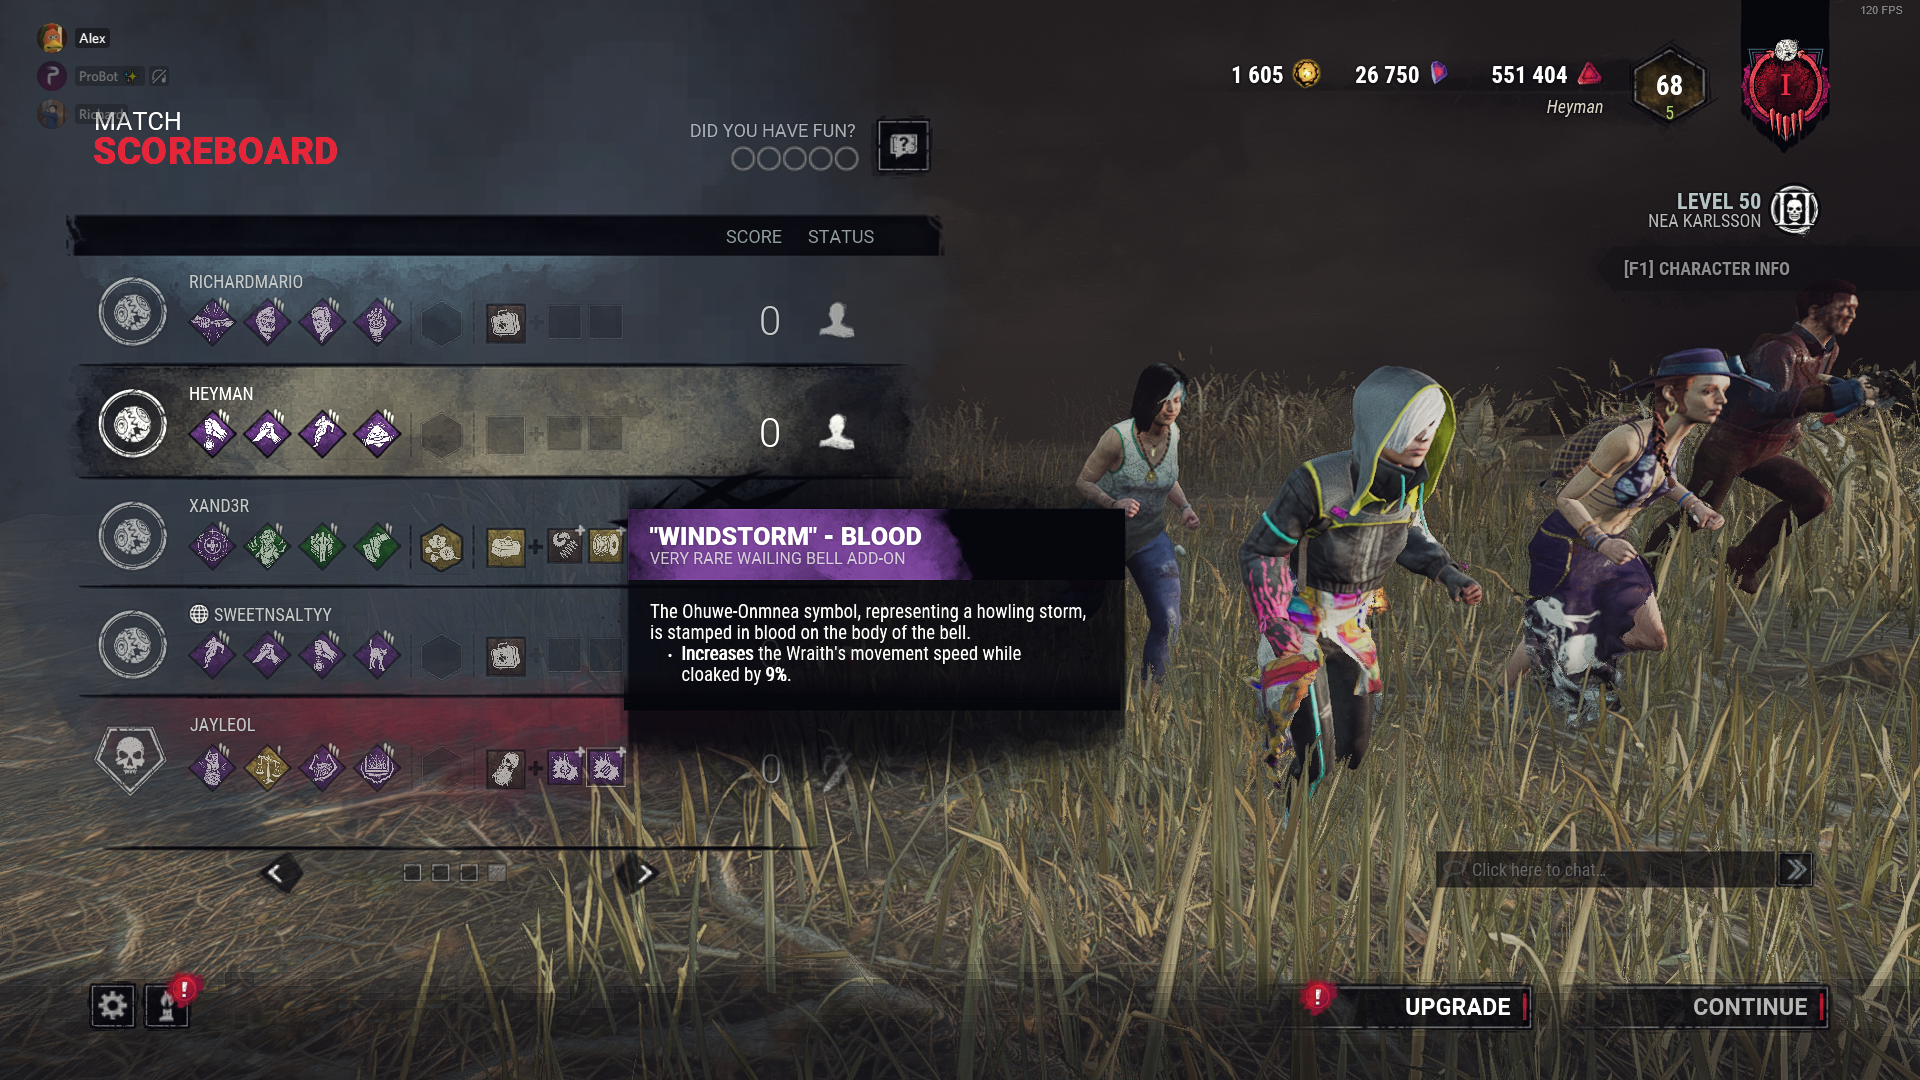 120 FPS
Alex
ProBot
Richard
MATCH
SCOREBOARD
DID YOU HAVE FUN?
1 605
26 750
551 404
Heyman
68
5
I
LEVEL 50
NEA KARLSSON
[F1] CHARACTER INFO
SCORE STATUS
RICHARDMARIO
0
HEYMAN
0
XAND3R
"WINDSTORM" - BLOOD
VERY RARE WAILING BELL ADD-ON
The Ohuwe-Onmnea symbol, representing a howling storm,
is stamped in blood on the body of the bell.
• Increases the Wraith's movement speed while
cloaked by 9%.
SWEETNSALTYY
JAYLEOL
0
Click here to chat...
UPGRADE
CONTINUE